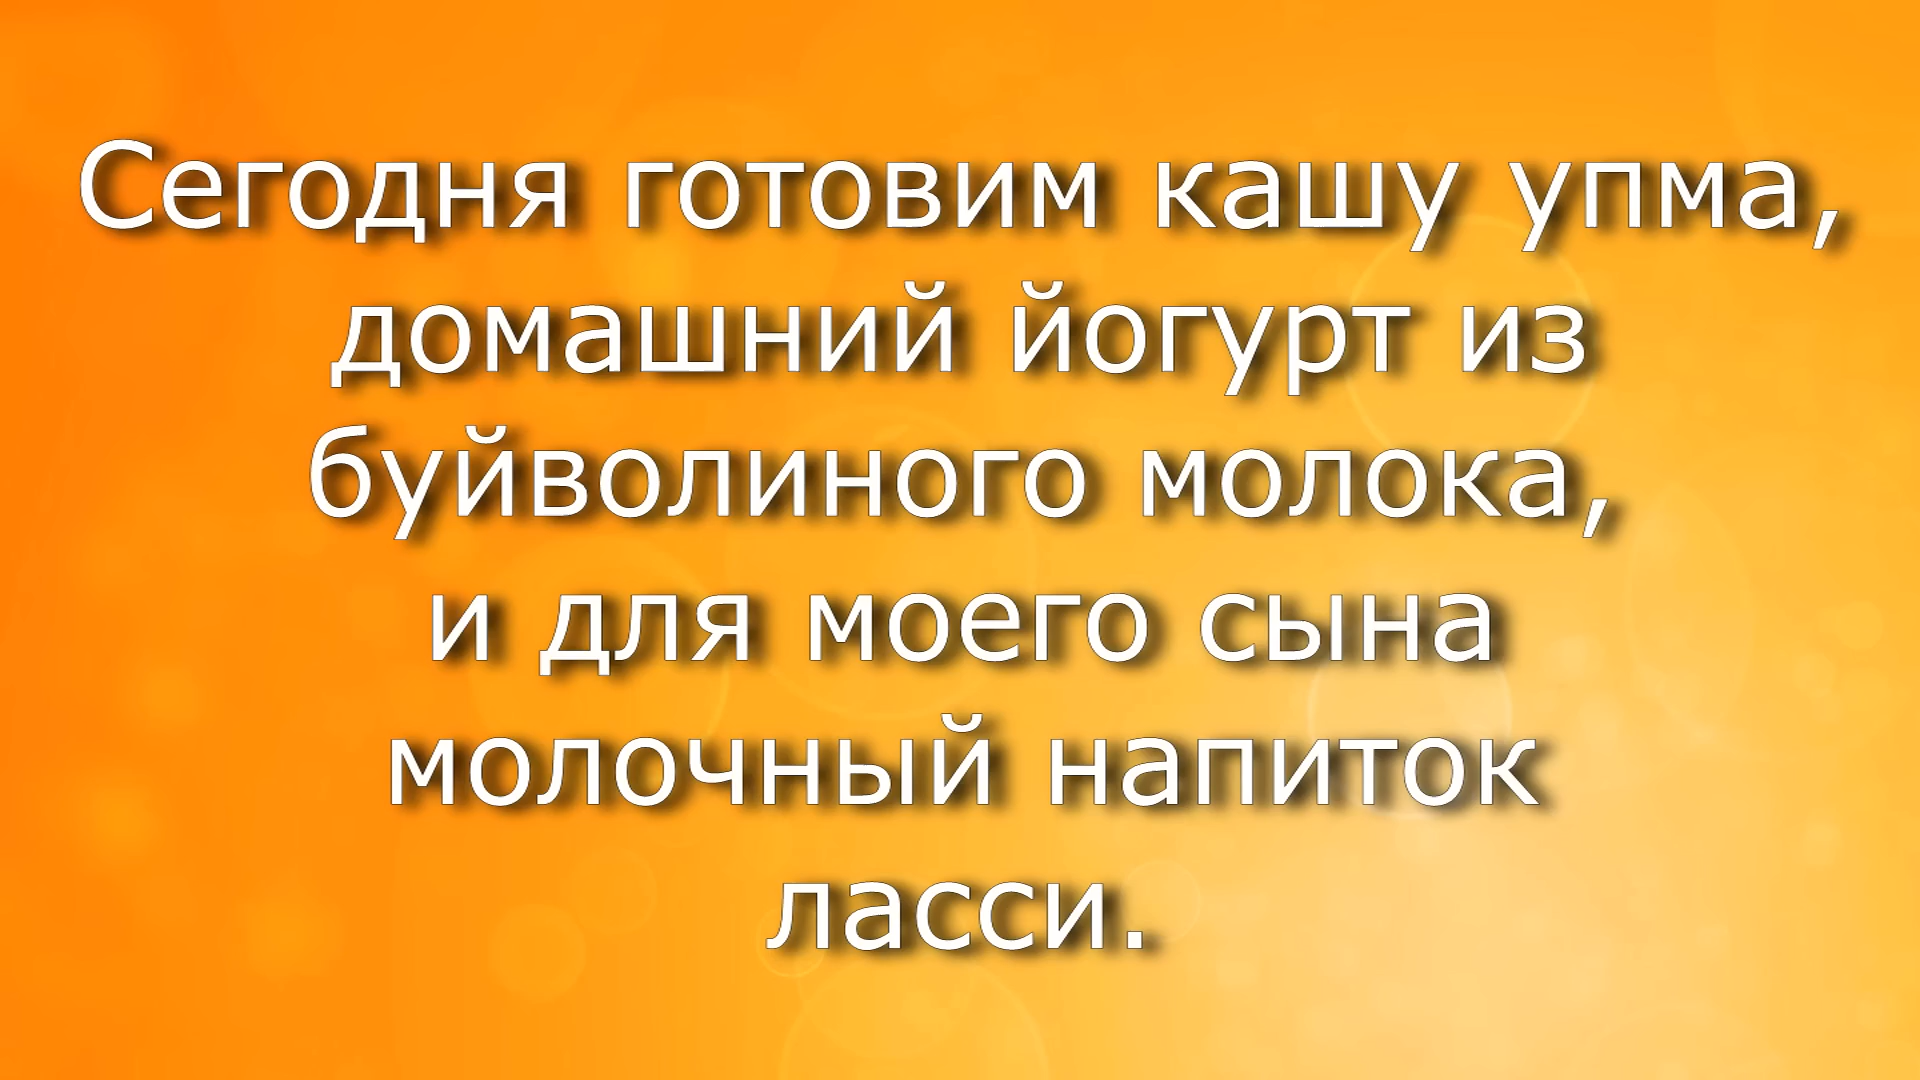 Сегодня готовим кашу упма,
домашний йогурт из
буйволиного молока,
и для моего сына
молочный напиток
ласси.